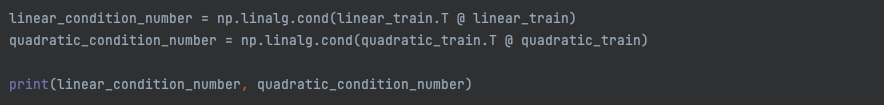 linear_condition_number = np.linalg.cond(linear_train.T @ linear_train)
quadratic_condition_number = np.linalg.cond(quadratic_train.T @ quadratic_train)
print(linear_condition_number, quadratic_condition_number)